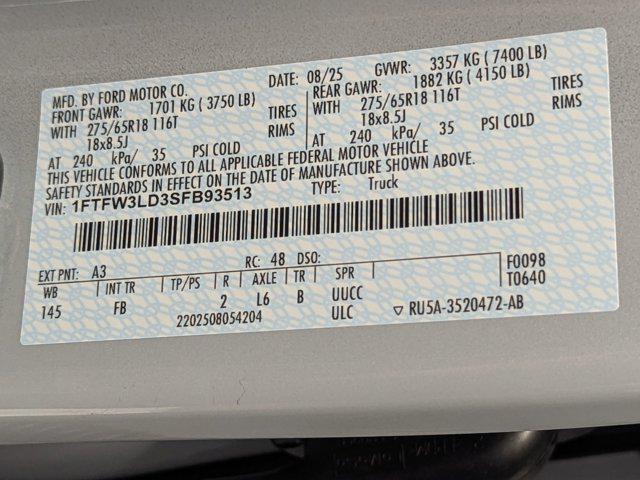 MFD. BY FORD MOTOR CO. DATE: 08/25 GVWR: 3357 KG ( 7400 LB)
FRONT GAWR: 1701 KG ( 3750 LB) REAR GAWR: 1882 KG ( 4150 LB)
WITH 275/65R18 116T TIRES WITH 275/65R18 116T TIRES
18x8.5J RIMS 18x8.5J RIMS
AT 240 kPa/ 35 PSI COLD AT 240 kPa/ 35 PSI COLD
THIS VEHICLE CONFORMS TO ALL APPLICABLE FEDERAL MOTOR VEHICLE
SAFETY STANDARDS IN EFFECT ON THE DATE OF MANUFACTURE SHOWN ABOVE.
VIN: 1FTFW3LD3SFB93513 TYPE: Truck
EXT PNT: A3 RC: 48 DSO: F0098
WB INT TR TP/PS R AXLE TR SPR T0640
145 FB 2 L6 B UUCC
2202508054204 ULC ▽ RU5A-3520472-AB